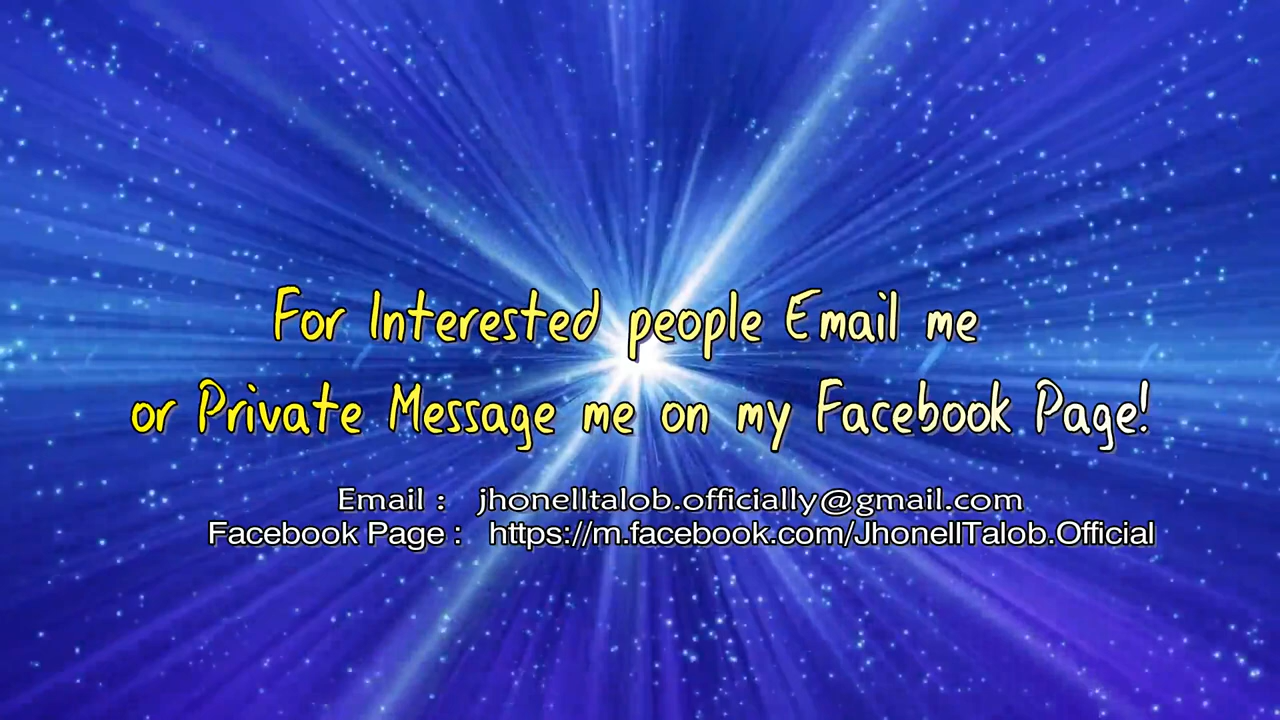 For Interested people Email me
or Private Message me on my Facebook Page!
Email : jhonelltalob.officially@gmail.com
Facebook Page : https://m.facebook.com/JhonellTalob.Official